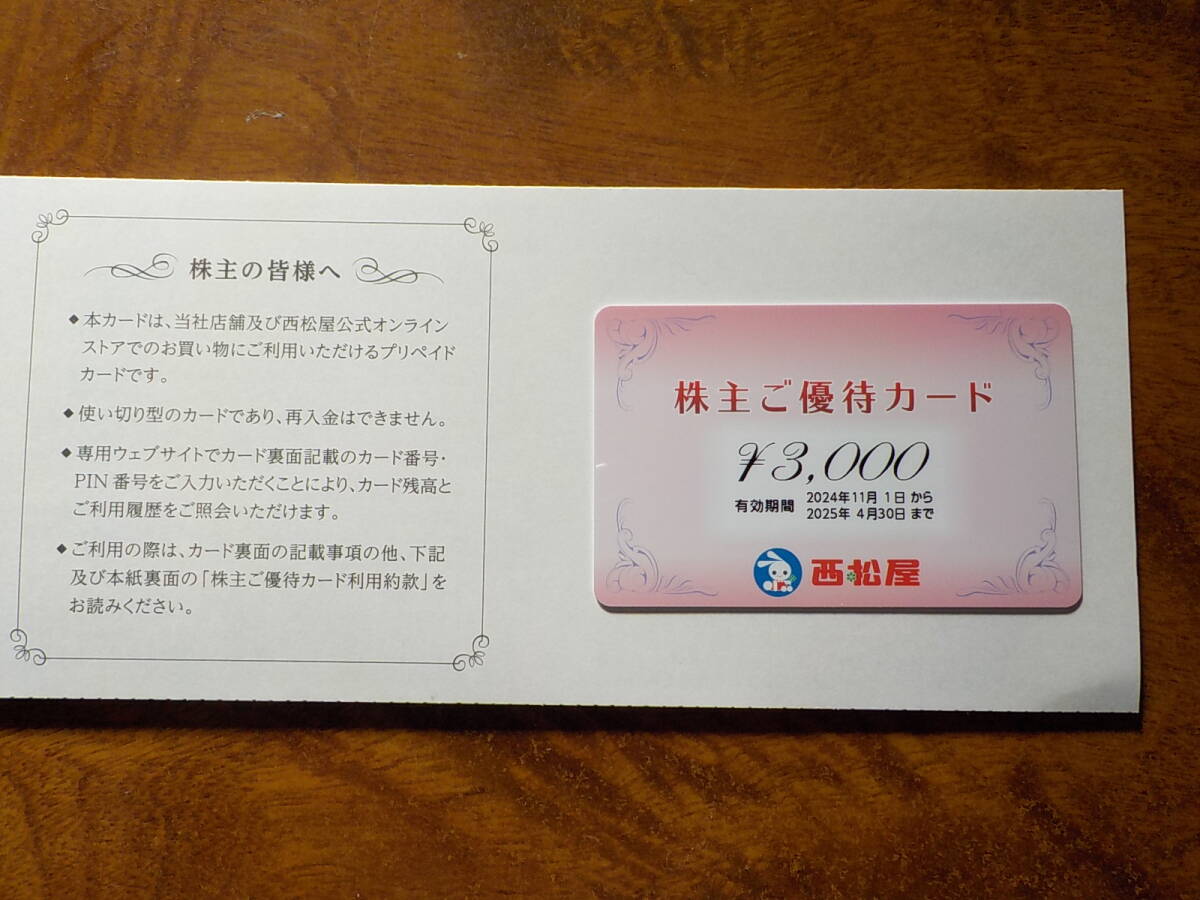 株主の皆様へ
◆本カードは、当社店舗及び西松屋公式オンライン
ストアでのお買い物にご利用いただけるプリペイド
カードです。
◆使い切り型のカードであり、再入金はできません。
◆専用ウェブサイトでカード裏面記載のカード番号・
PIN番号をご入力いただくことにより、カード残高と
ご利用履歴をご照会いただけます。
◆ご利用の際は、カード裏面の記載事項の他、下記
及び本紙裏面の「株主ご優待カード利用約款」を
お読みください。
株主ご優待カード
¥3,000
有効期間 2024年11月 1日 から
2025年 4月30日 まで
西松屋